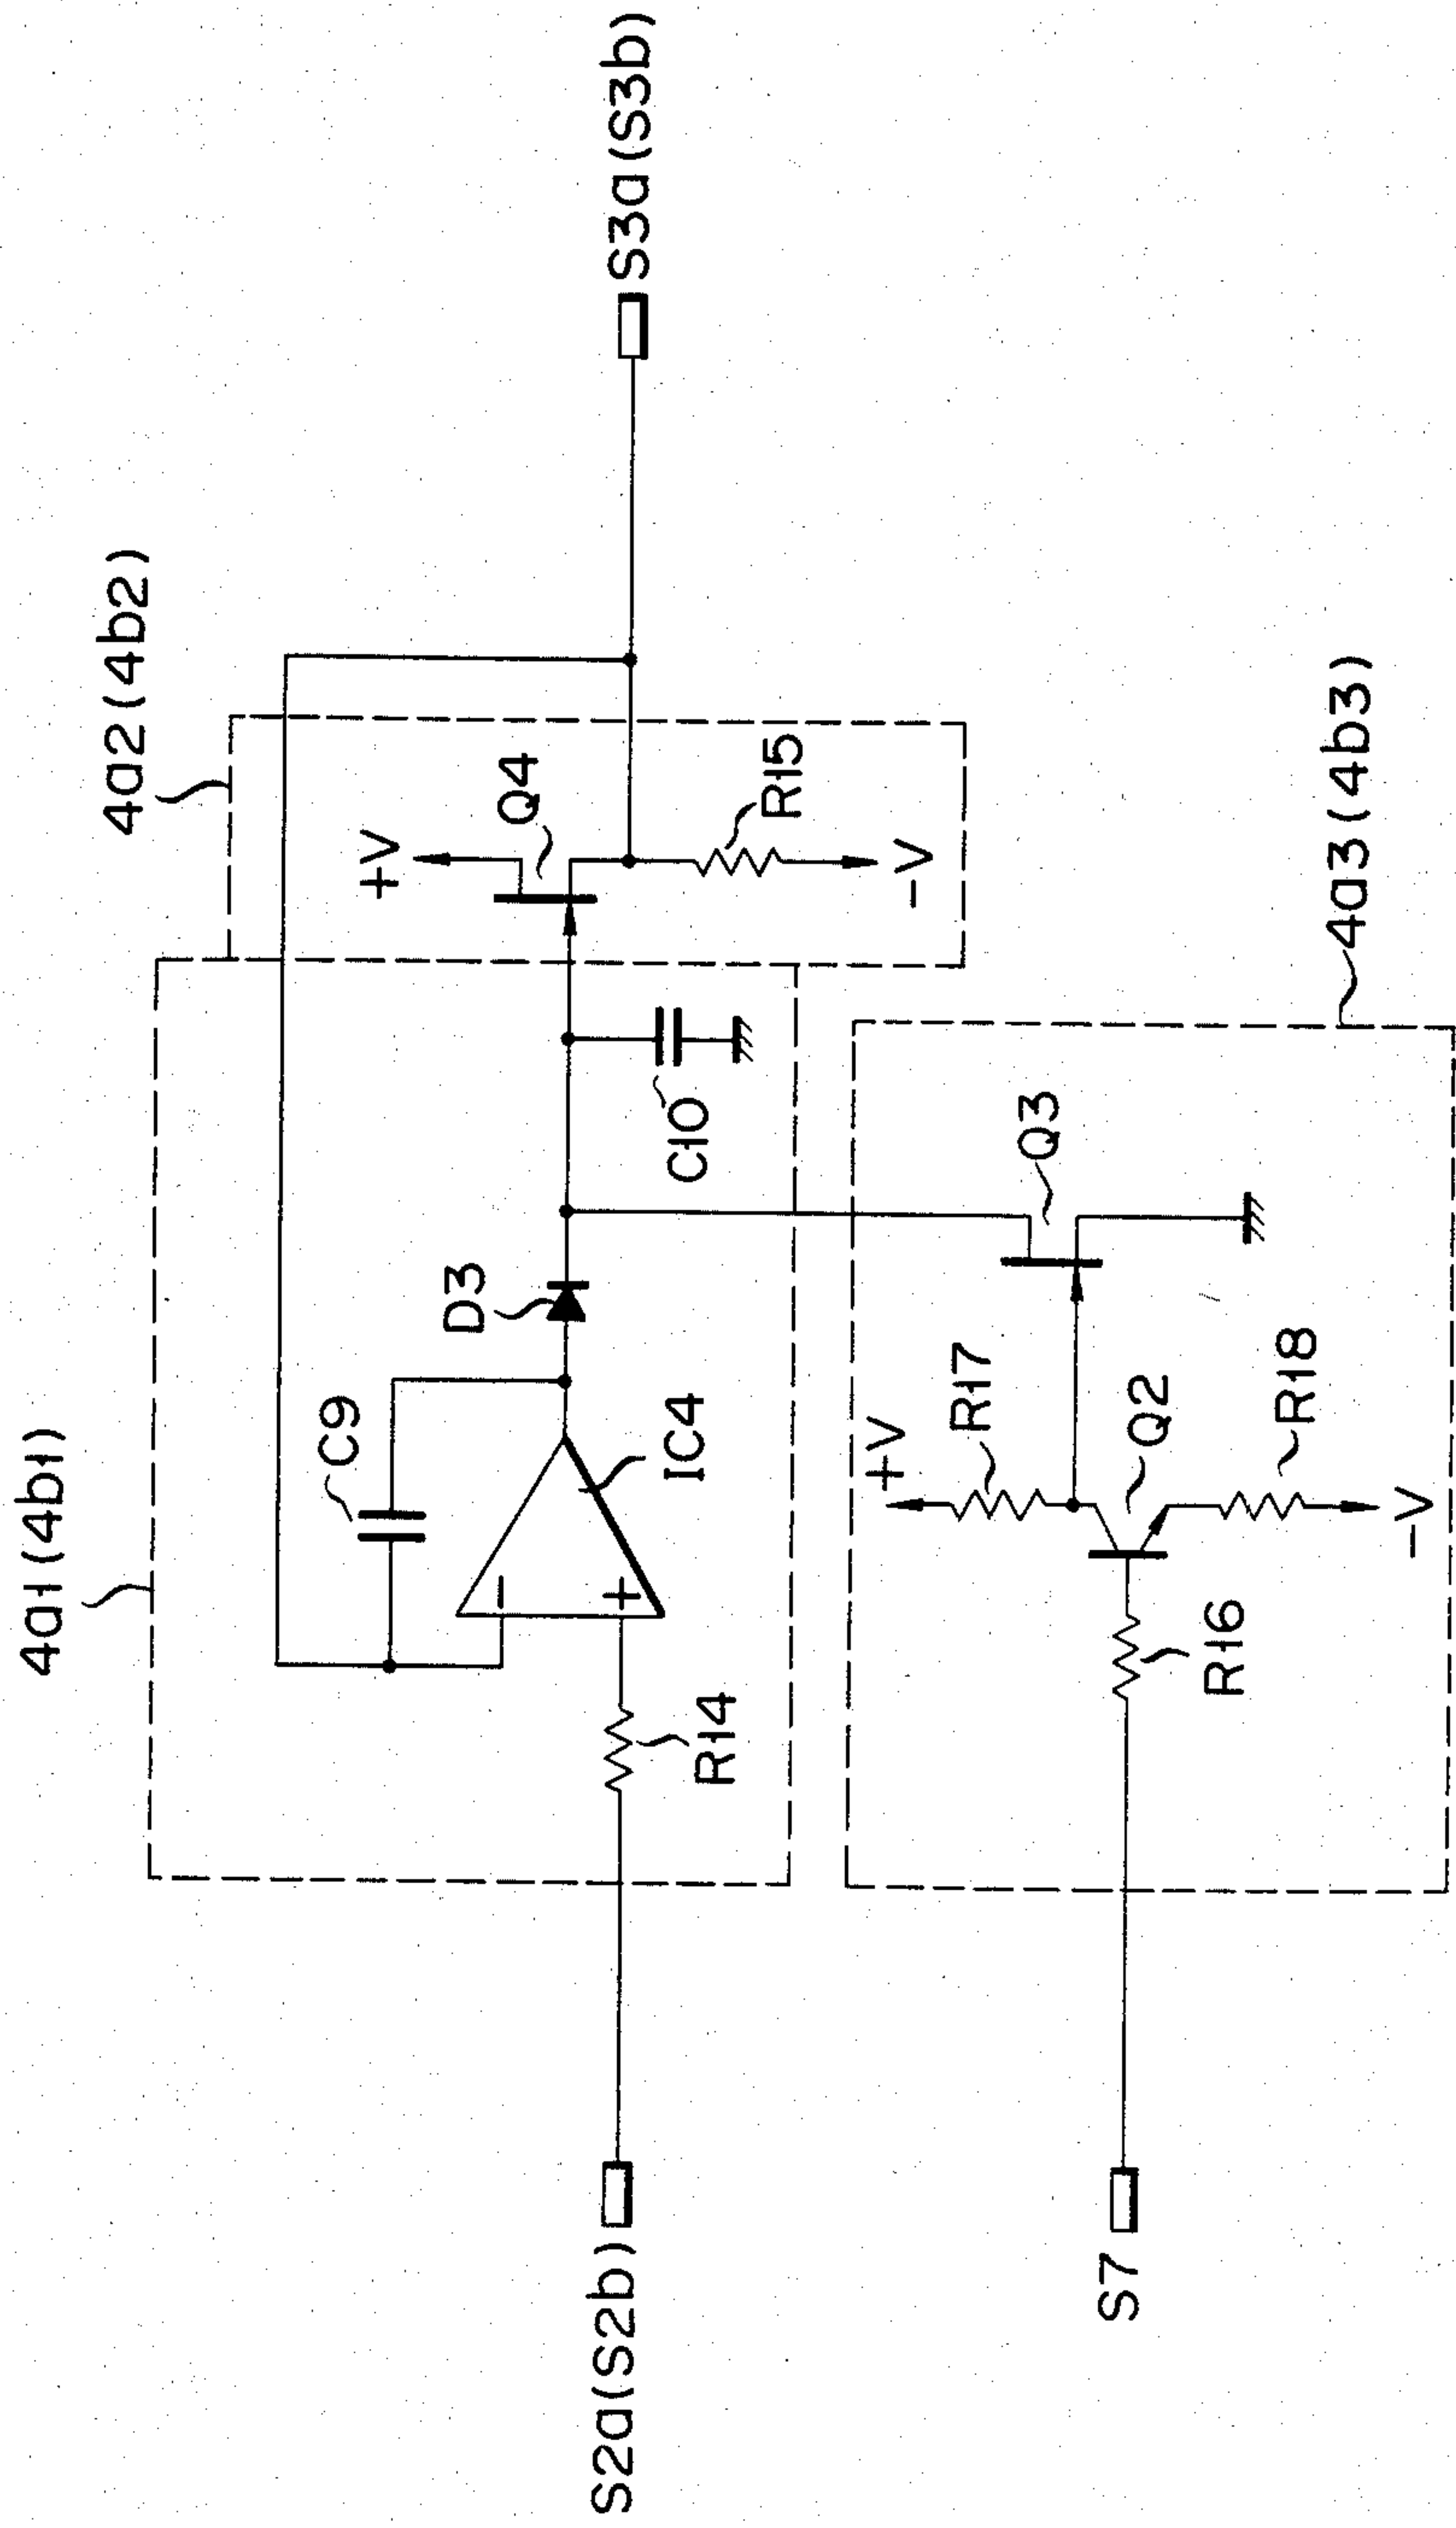 4a1(4b1)
4a2(4b2)
C9
D3
+V
Q4
IC4
C10
R15
-V
R14
S2a(S2b)
S3a(S3b)
+V
R17
Q3
Q2
R16
R18
-V
S7
4a3(4b3)
-
+